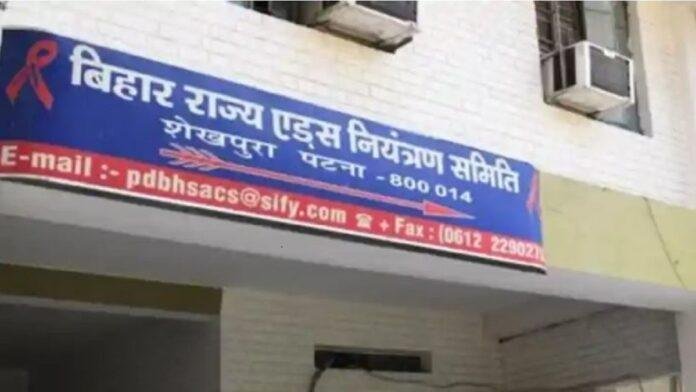 बिहार राज्य एड्स नियंत्रण समिति
शेखपुरा पटना - 800 014
E-mail :- pdbhsacs@sify.com ☎ + Fax : (0612